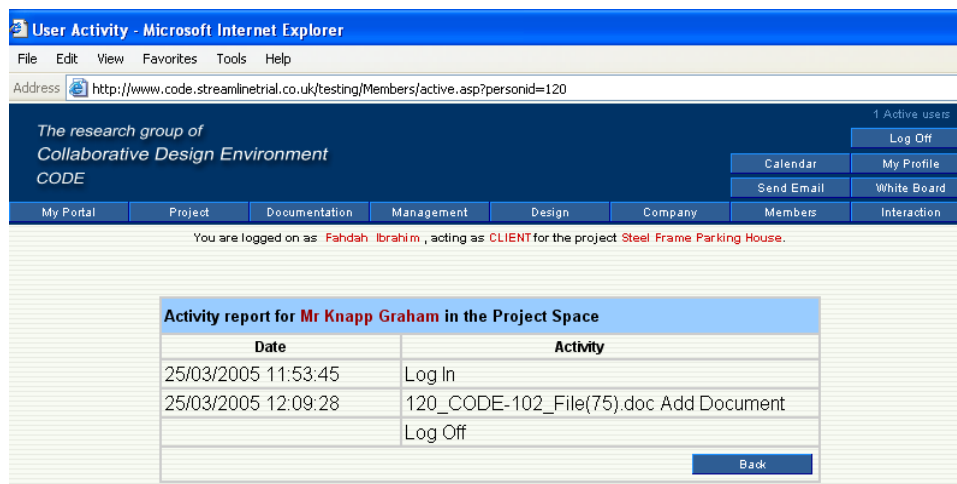 User Activity - Microsoft Internet Explorer
File Edit View Favorites Tools Help
Address http://www.code.streamlinetrial.co.uk/testing/Members/active.asp?personid=120
1 Active users
The research group of
Collaborative Design Environment
CODE
Log Off
Calendar My Profile
Send Email White Board
My Portal Project Documentation Management Design Company Members Interaction
You are logged on as Fahdah Ibrahim , acting as CLIENT for the project Steel Frame Parking House.
Activity report for Mr Knapp Graham in the Project Space
Date Activity
25/03/2005 11:53:45 Log In
25/03/2005 12:09:28 120_CODE-102_File(75).doc Add Document
Log Off
Back